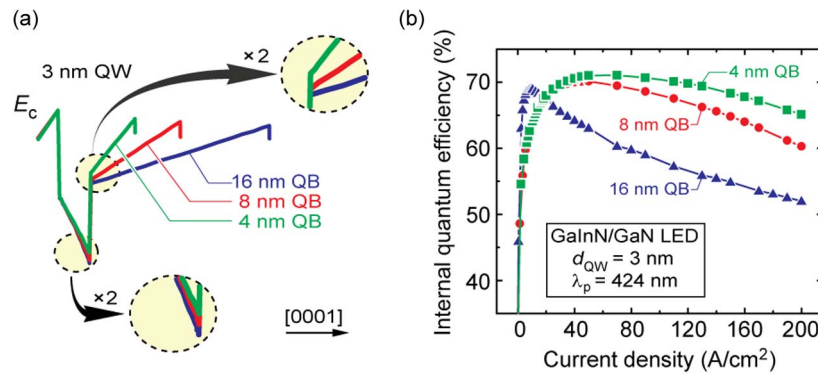 (a)
3 nm QW
×2
E_c
16 nm QB
8 nm QB
4 nm QB
×2
[0001]
(b)
Internal quantum efficiency (%)
70
60
50
40
4 nm QB
8 nm QB
16 nm QB
GaInN/GaN LED
d_QW = 3 nm
λ_p = 424 nm
0 40 80 120 160 200
Current density (A/cm²)